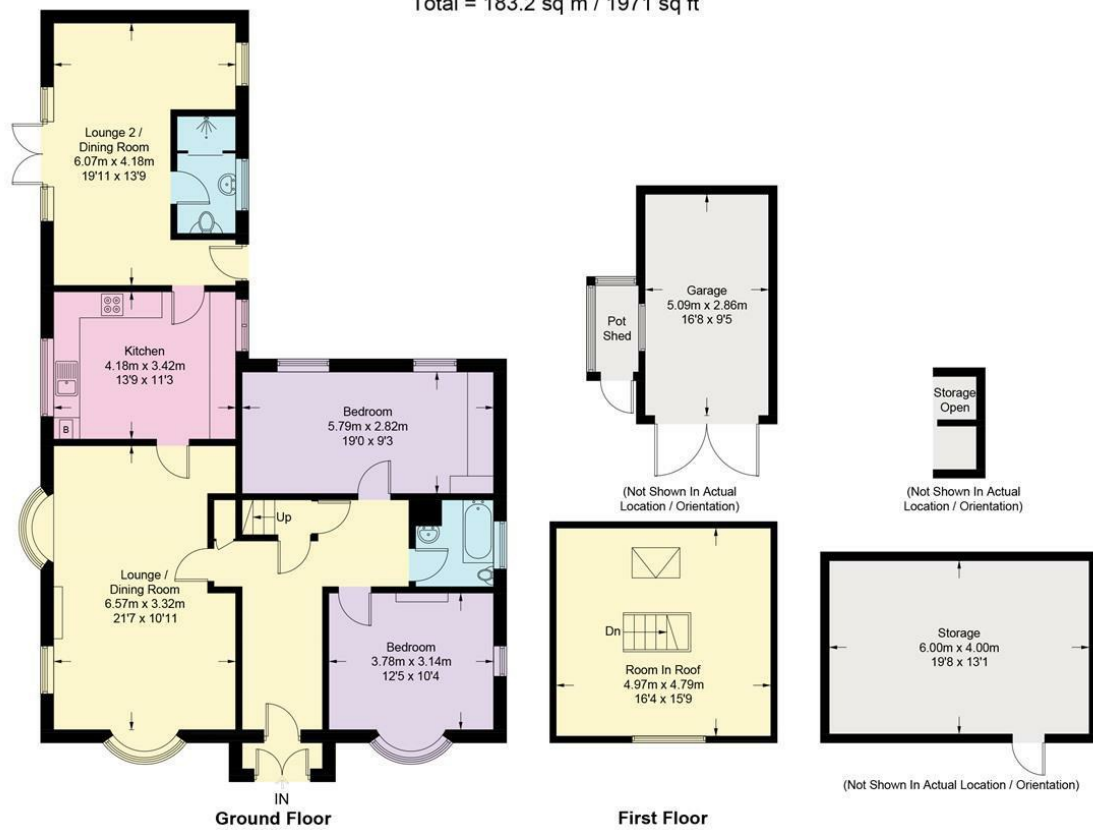 Total = 183.2 sq m / 1971 sq ft
Lounge 2 /
Dining Room
6.07m x 4.18m
19'11 x 13'9
Kitchen
4.18m x 3.42m
13'9 x 11'3
B
Bedroom
5.79m x 2.82m
19'0 x 9'3
Up
Lounge /
Dining Room
6.57m x 3.32m
21'7 x 10'11
Bedroom
3.78m x 3.14m
12'5 x 10'4
IN
Ground Floor
Garage
5.09m x 2.86m
16'8 x 9'5
Pot
Shed
(Not Shown In Actual
Location / Orientation)
Storage
Open
(Not Shown In Actual
Location / Orientation)
Dn
Room In Roof
4.97m x 4.79m
16'4 x 15'9
First Floor
Storage
6.00m x 4.00m
19'8 x 13'1
(Not Shown In Actual Location / Orientation)